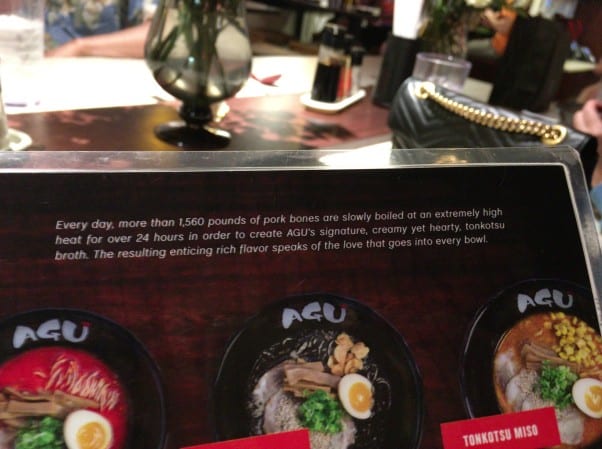 Every day, more than 1,560 pounds of pork bones are slowly boiled at an extremely high
heat for over 24 hours in order to create AGU's signature, creamy yet hearty, tonkotsu
broth. The resulting enticing rich flavor speaks of the love that goes into every bowl.
AGU
AGU
AGU
TONKOTSU MISO